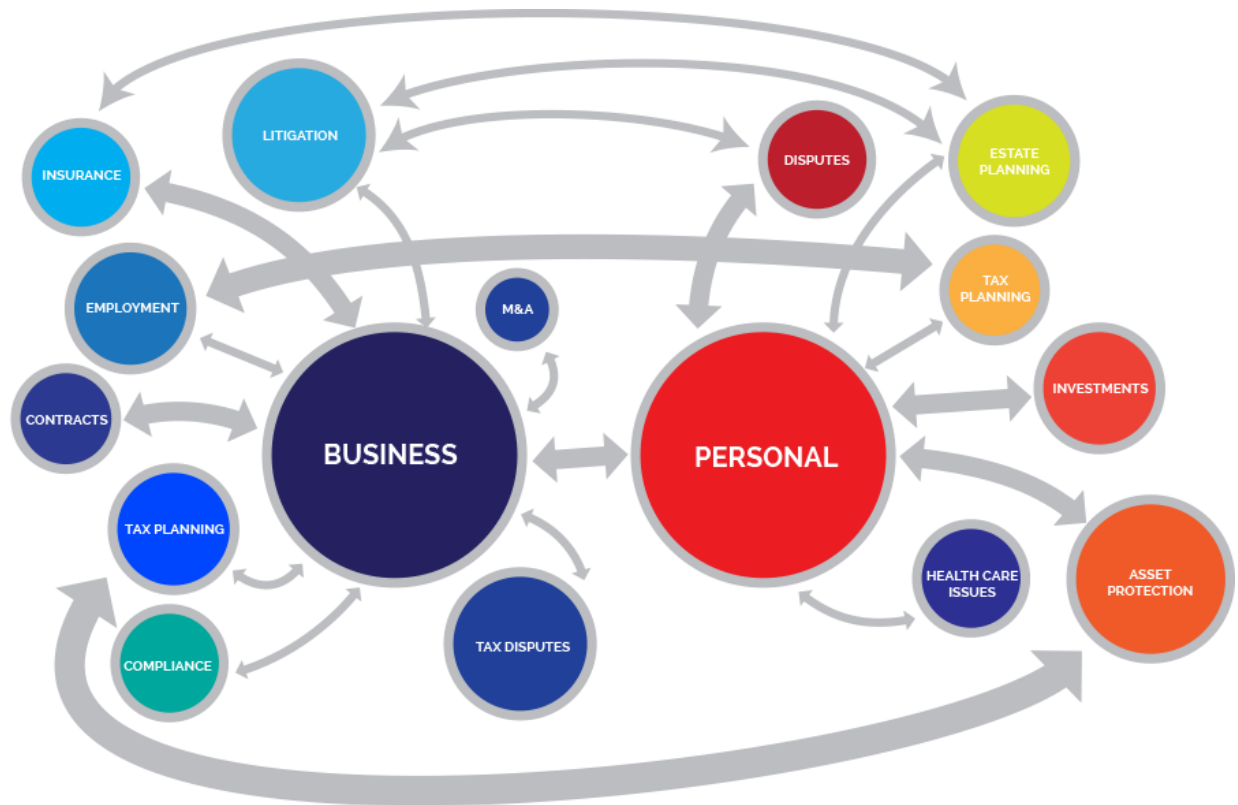 LITIGATION
DISPUTES
ESTATE
PLANNING
INSURANCE
TAX
PLANNING
EMPLOYMENT
M&A
INVESTMENTS
CONTRACTS
BUSINESS
PERSONAL
TAX PLANNING
HEALTH CARE
ISSUES
ASSET
PROTECTION
TAX DISPUTES
COMPLIANCE